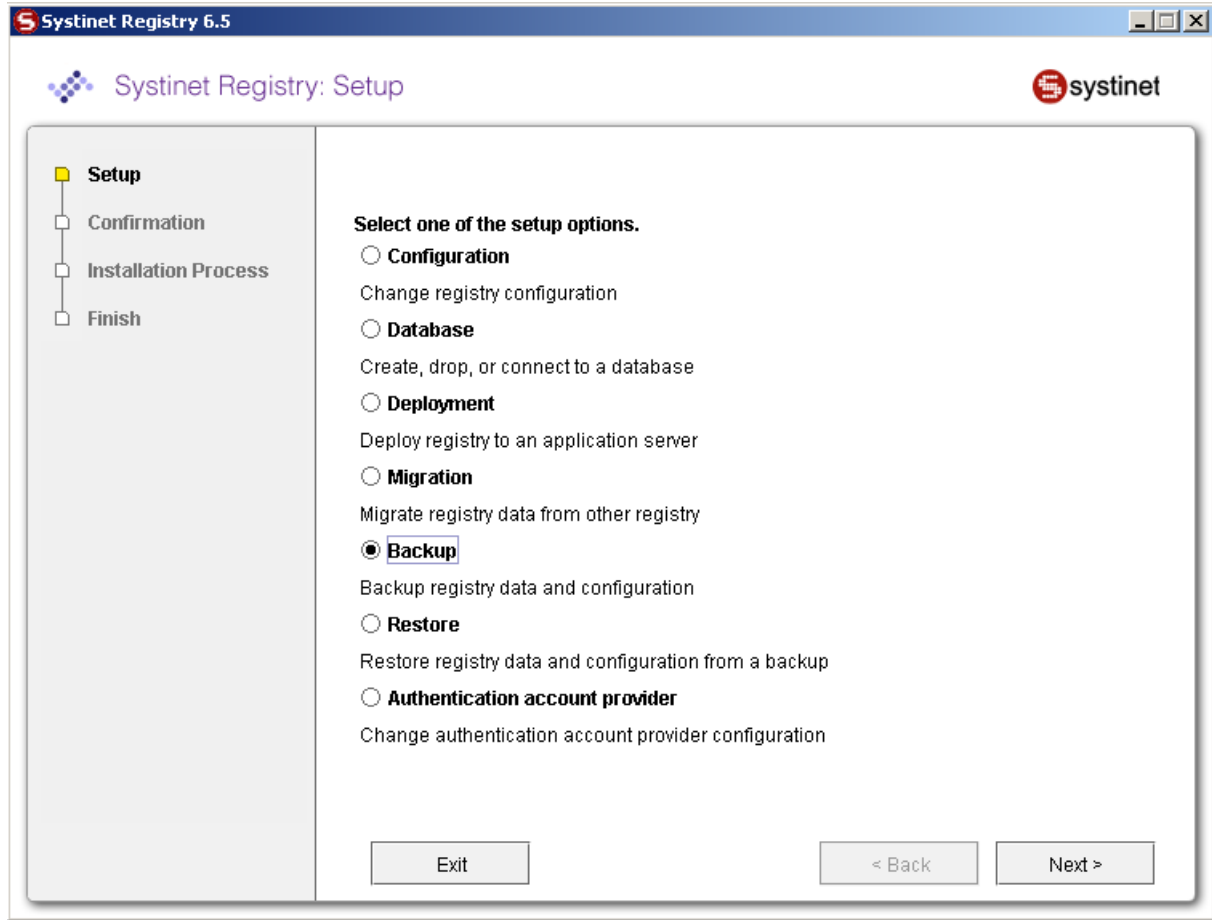 Systinet Registry 6.5
Systinet Registry: Setup
systinet
Setup
Confirmation
Installation Process
Finish
Select one of the setup options.
Configuration
Change registry configuration
Database
Create, drop, or connect to a database
Deployment
Deploy registry to an application server
Migration
Migrate registry data from other registry
Backup
Backup registry data and configuration
Restore
Restore registry data and configuration from a backup
Authentication account provider
Change authentication account provider configuration
Exit
< Back
Next >